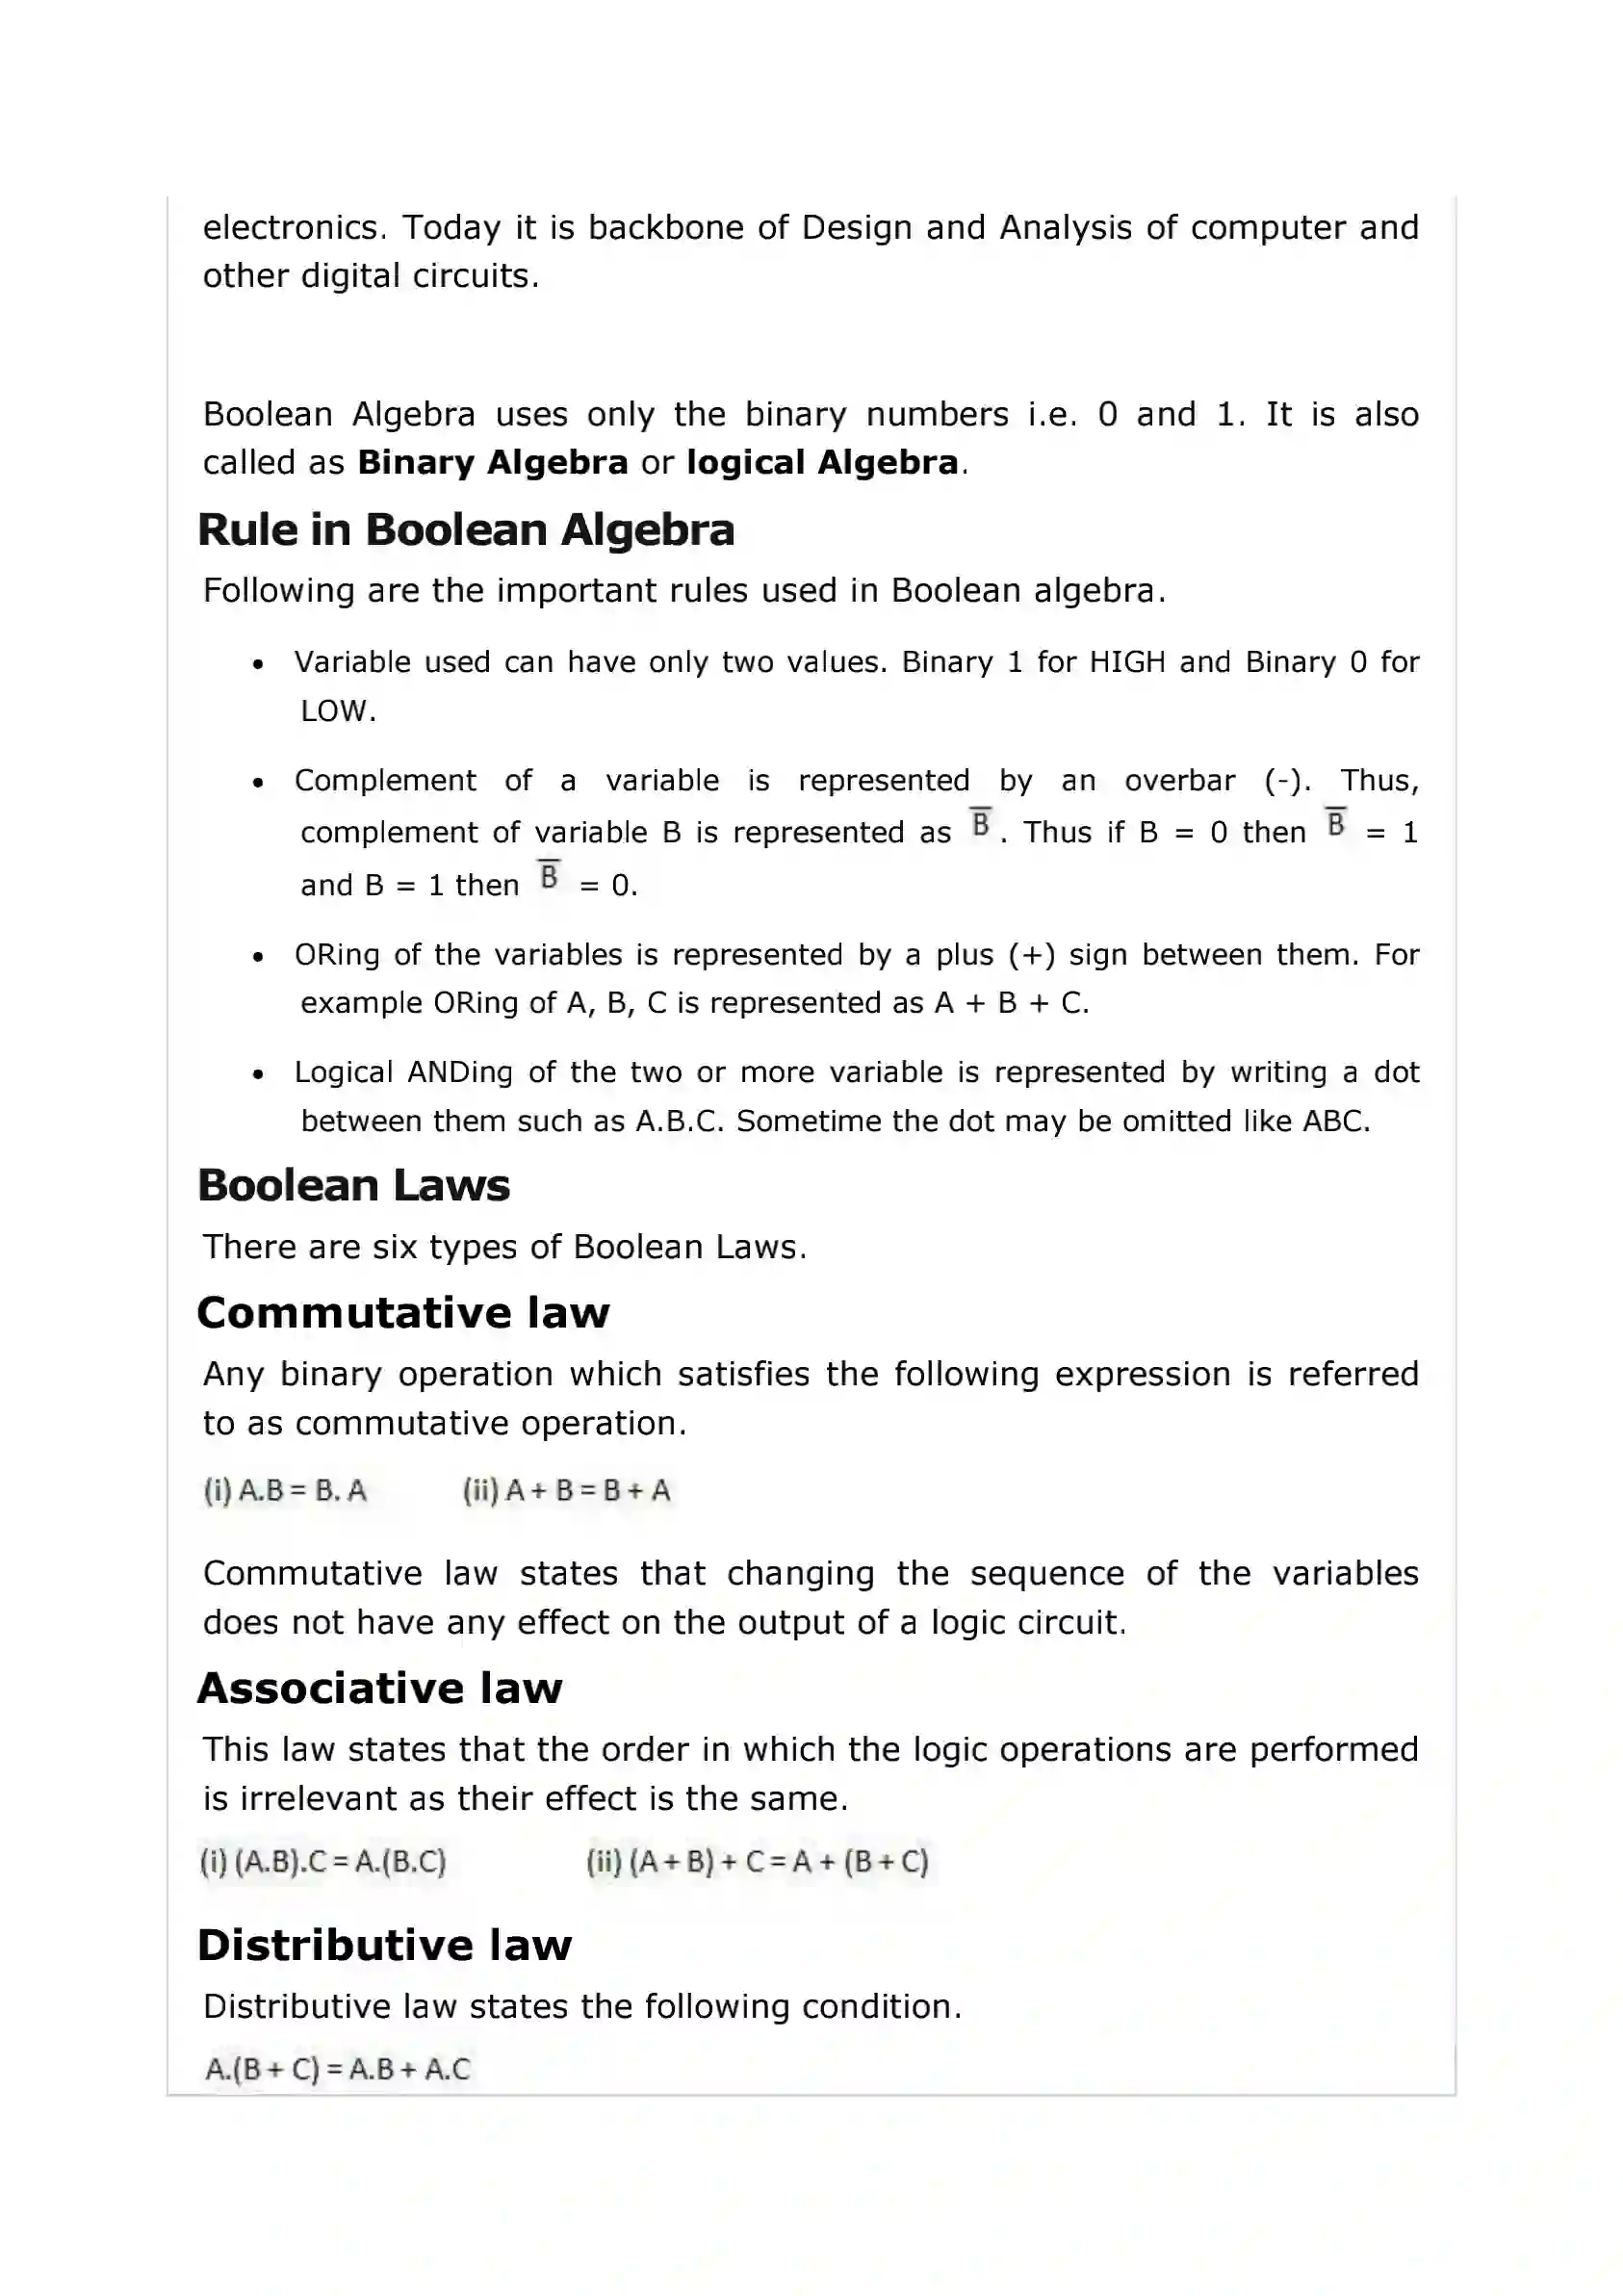 electronics. Today it is backbone of Design and Analysis of computer and
other digital circuits.
Boolean Algebra uses only the binary numbers i.e. 0 and 1. It is also
called as Binary Algebra or logical Algebra.
Rule in Boolean Algebra
Following are the important rules used in Boolean algebra.
• Variable used can have only two values. Binary 1 for HIGH and Binary 0 for
LOW.
• Complement of a variable is represented by an overbar (-). Thus,
complement of variable B is represented as B̅ . Thus if B = 0 then B̅ = 1
and B = 1 then B̅ = 0.
• ORing of the variables is represented by a plus (+) sign between them. For
example ORing of A, B, C is represented as A + B + C.
• Logical ANDing of the two or more variable is represented by writing a dot
between them such as A.B.C. Sometime the dot may be omitted like ABC.
Boolean Laws
There are six types of Boolean Laws.
Commutative law
Any binary operation which satisfies the following expression is referred
to as commutative operation.
(i) A.B = B. A (ii) A + B = B + A
Commutative law states that changing the sequence of the variables
does not have any effect on the output of a logic circuit.
Associative law
This law states that the order in which the logic operations are performed
is irrelevant as their effect is the same.
(i) (A.B).C = A.(B.C) (ii) (A + B) + C = A + (B + C)
Distributive law
Distributive law states the following condition.
A.(B + C) = A.B + A.C